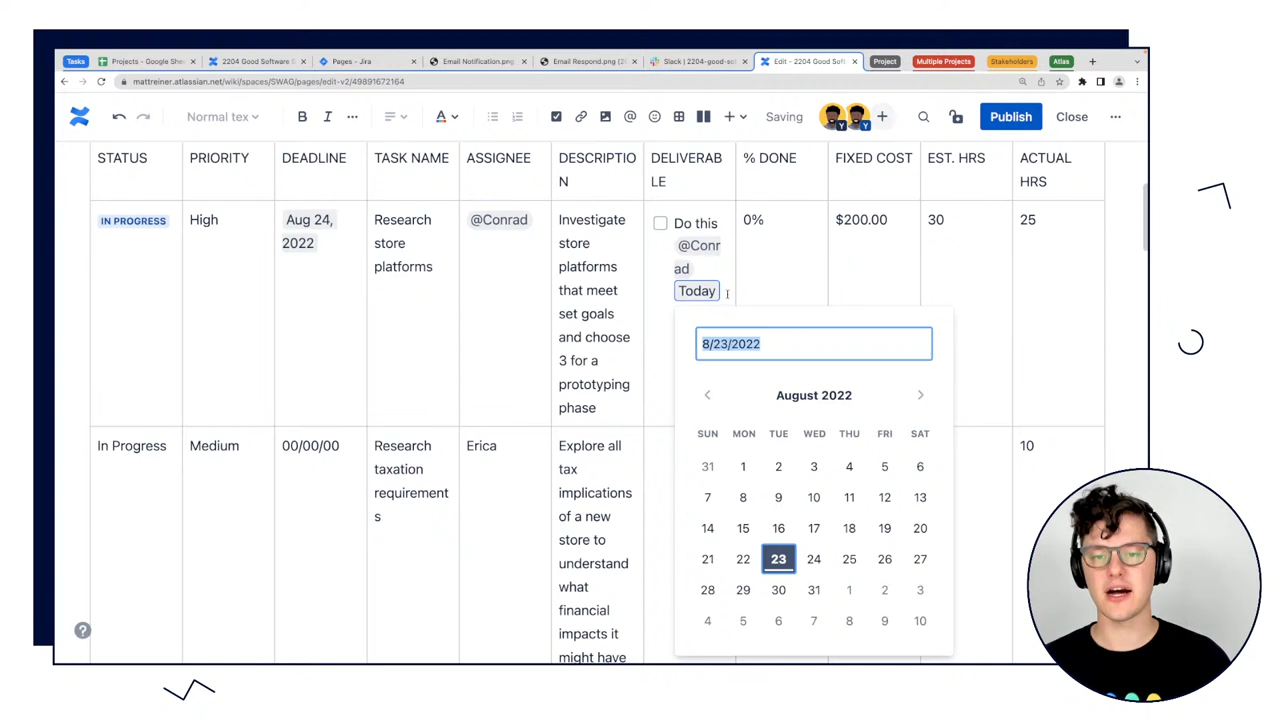 Tasks
Projects - Google She
2204 Good Software S
Pages - Jira
Email Notification.png
Email Respond.png (20
Slack | 2204-good-sc
Edit - 2204 Good Soft
Project
Multiple Projects
Stakeholders
Atlas
mattreiner.atlassian.net/wiki/spaces/SWAG/pages/edit-v2/49891672164
Normal tex
B
I
A
Saving
Y
Y
Publish
Close
STATUS
PRIORITY
DEADLINE
TASK NAME
ASSIGNEE
DESCRIPTIO
N
DELIVERAB
LE
% DONE
FIXED COST
EST. HRS
ACTUAL
HRS
IN PROGRESS
High
Aug 24,
2022
Research
store
platforms
@Conrad
Investigate
store
platforms
that meet
set goals
and choose
3 for a
prototyping
phase
Do this
@Conr
ad
Today
0%
$200.00
30
25
8/23/2022
August 2022
SUN MON TUE WED THU FRI SAT
31 1 2 3 4 5 6
7 8 9 10 11 12 13
14 15 16 17 18 19 20
21 22 23 24 25 26 27
28 29 30 31 1 2 3
4 5 6 7 8 9 10
In Progress
Medium
00/00/00
Research
taxation
requirement
s
Erica
Explore all
tax
implications
of a new
store to
understand
what
financial
impacts it
might have
10